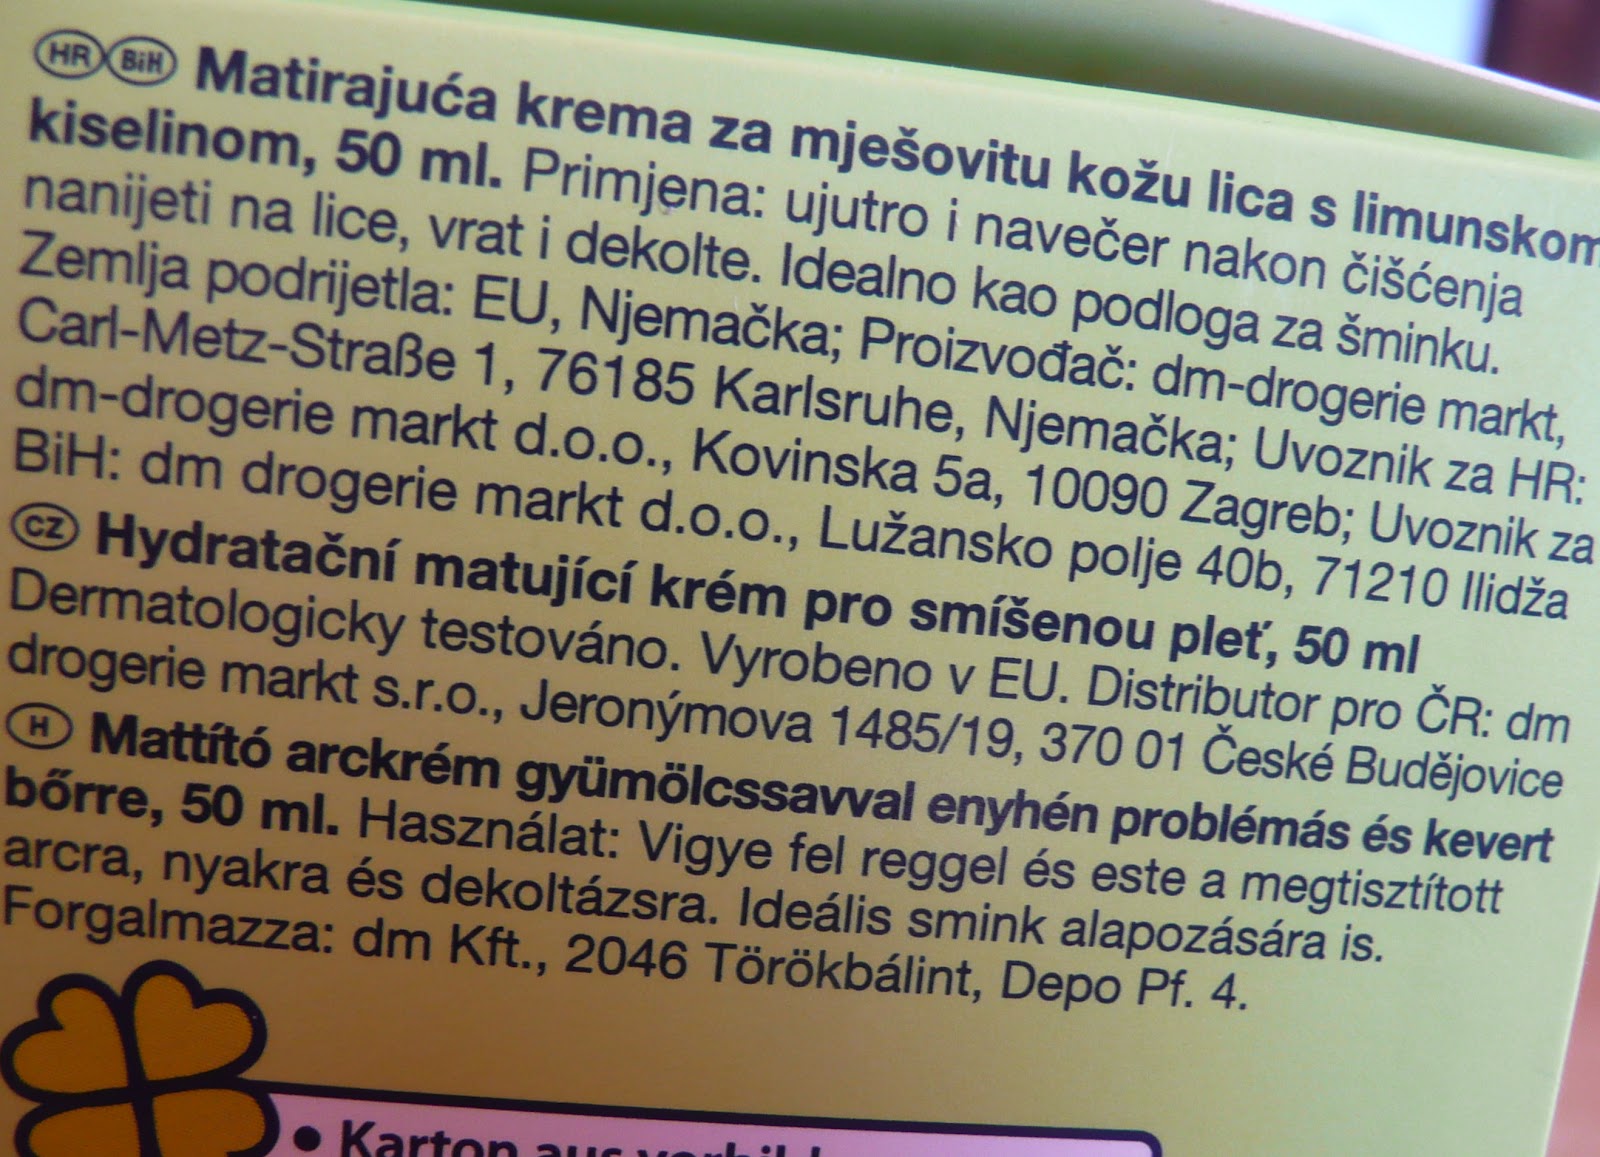 HR BiH Matirajuća krema za mješovitu kožu lica s limunskom
kiselinom, 50 ml. Primjena: ujutro i navečer nakon čišćenja
nanijeti na lice, vrat i dekolte. Idealno kao podloga za šminku.
Zemlja podrijetla: EU, Njemačka; Proizvođač: dm-drogerie markt,
Carl-Metz-Straße 1, 76185 Karlsruhe, Njemačka; Uvoznik za HR:
dm-drogerie markt d.o.o., Kovinska 5a, 10090 Zagreb; Uvoznik za
BiH: dm drogerie markt d.o.o., Lužansko polje 40b, 71210 Ilidža
CZ Hydratační matující krém pro smíšenou pleť, 50 ml
Dermatologicky testováno. Vyrobeno v EU. Distributor pro ČR: dm
drogerie markt s.r.o., Jeronýmova 1485/19, 370 01 České Budějovice
H Mattító arckrém gyümölcssavval enyhén problémás és kevert
bőrre, 50 ml. Használat: Vigye fel reggel és este a megtisztított
arcra, nyakra és dekoltázsra. Ideális smink alapozására is.
Forgalmazza: dm Kft., 2046 Törökbálint, Depo Pf. 4.
• Karton aus